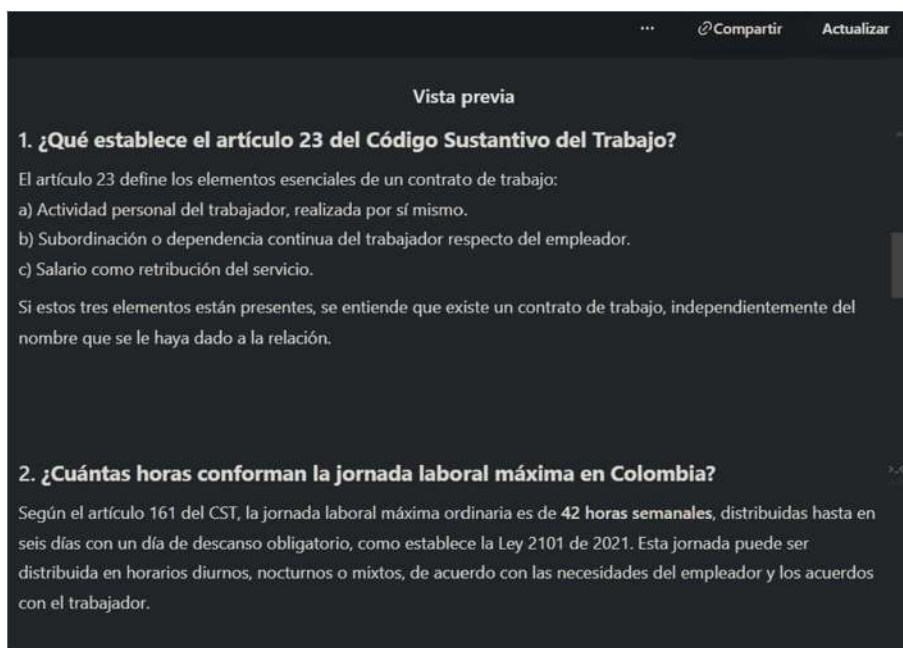 ... Compartir Actualizar
Vista previa
1. ¿Qué establece el artículo 23 del Código Sustantivo del Trabajo?
El artículo 23 define los elementos esenciales de un contrato de trabajo:
a) Actividad personal del trabajador, realizada por sí mismo.
b) Subordinación o dependencia continua del trabajador respecto del empleador.
c) Salario como retribución del servicio.
Si estos tres elementos están presentes, se entiende que existe un contrato de trabajo, independientemente del
nombre que se le haya dado a la relación.
2. ¿Cuántas horas conforman la jornada laboral máxima en Colombia?
Según el artículo 161 del CST, la jornada laboral máxima ordinaria es de 42 horas semanales, distribuidas hasta en
seis días con un día de descanso obligatorio, como establece la Ley 2101 de 2021. Esta jornada puede ser
distribuida en horarios diurnos, nocturnos o mixtos, de acuerdo con las necesidades del empleador y los acuerdos
con el trabajador.